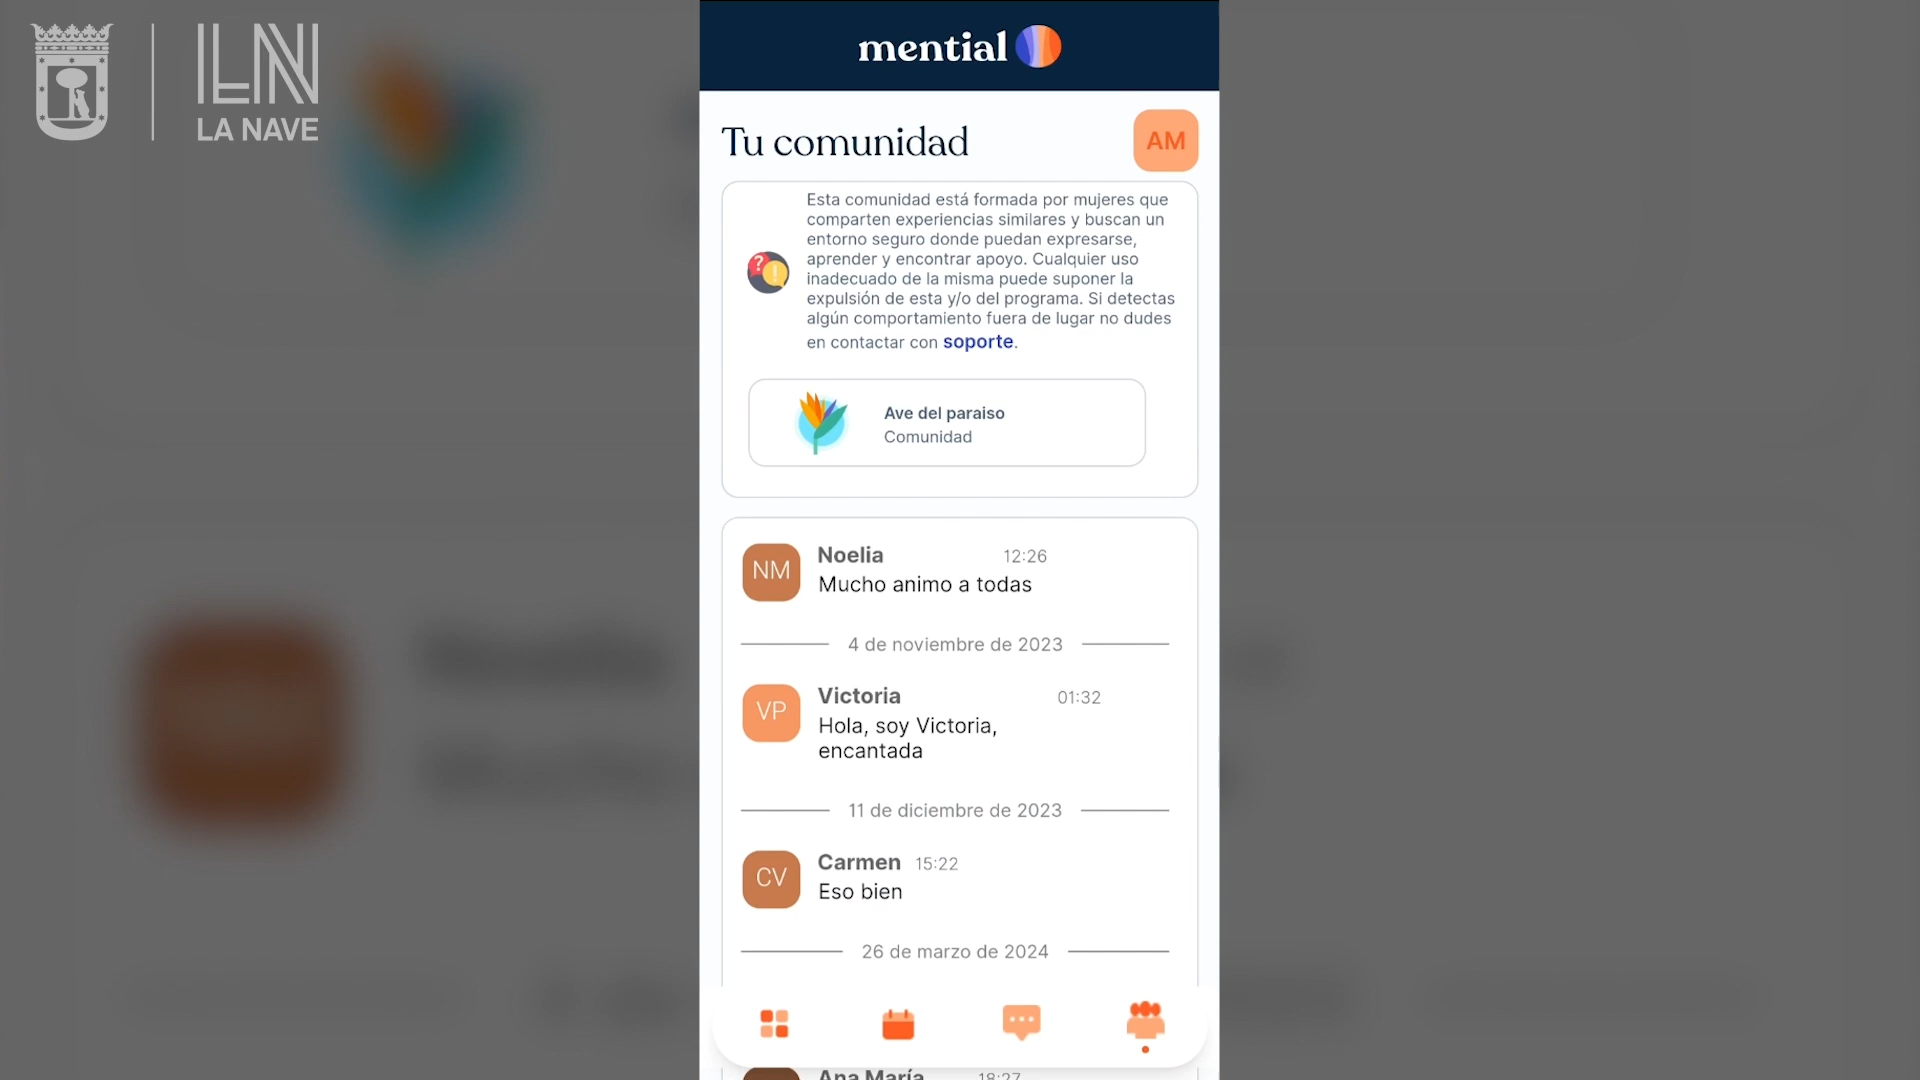 LN
LA NAVE
mential
Tu comunidad
AM
Esta comunidad está formada por mujeres que
comparten experiencias similares y buscan un
entorno seguro donde puedan expresarse,
aprender y encontrar apoyo. Cualquier uso
inadecuado de la misma puede suponer la
expulsión de esta y/o del programa. Si detectas
algún comportamiento fuera de lugar no dudes
en contactar con soporte.
Ave del paraiso
Comunidad
NM
Noelia 12:26
Mucho animo a todas
4 de noviembre de 2023
VP
Victoria 01:32
Hola, soy Victoria,
encantada
11 de diciembre de 2023
CV
Carmen 15:22
Eso bien
26 de marzo de 2024
Ana María 18:27